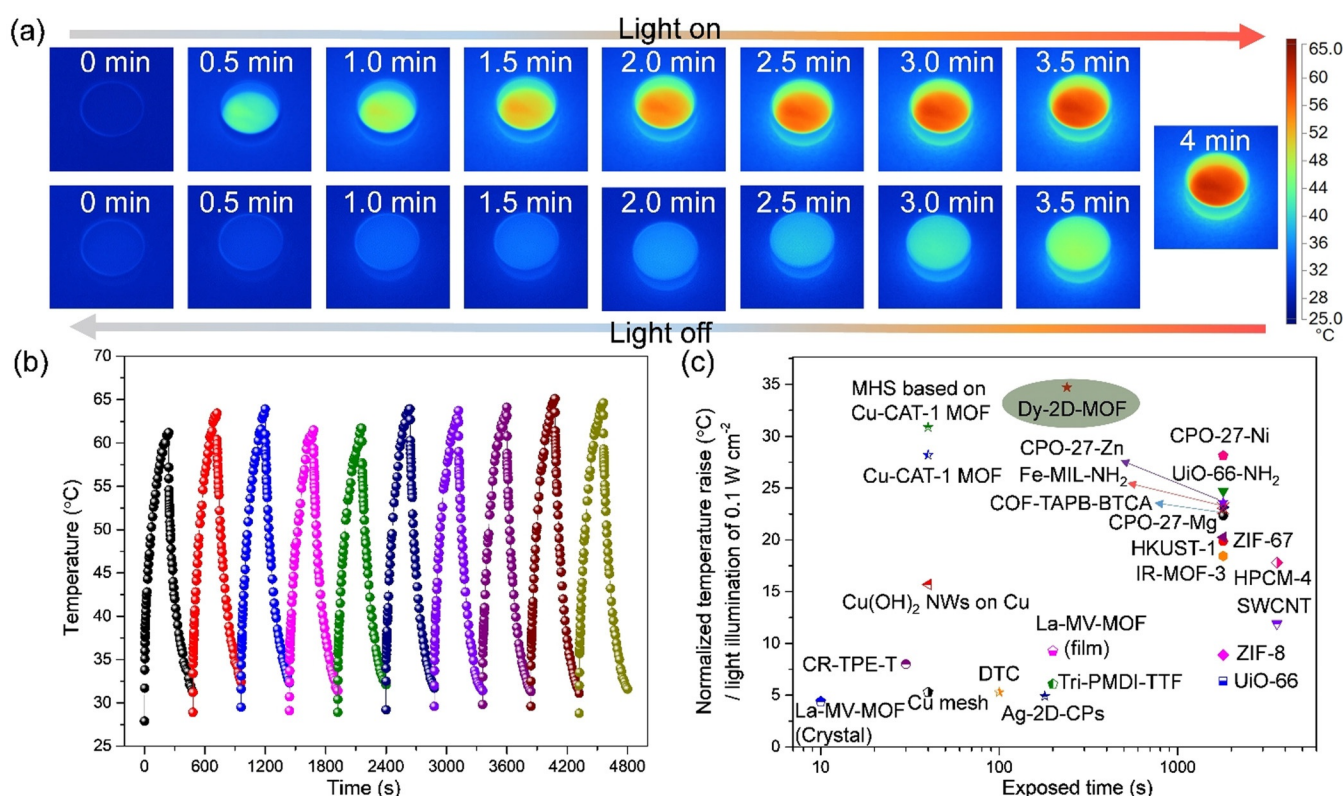 (a)
Light on
0 min 0.5 min 1.0 min 1.5 min 2.0 min 2.5 min 3.0 min 3.5 min
4 min
0 min 0.5 min 1.0 min 1.5 min 2.0 min 2.5 min 3.0 min 3.5 min
Light off
65.0
60
56
52
48
44
40
36
32
28
25.0
°C
(b)
Temperature (°C)
70
65
60
55
50
45
40
35
30
25
0 600 1200 1800 2400 3000 3600 4200 4800
Time (s)
(c)
Normalized temperature raise (°C)
/ light illumination of 0.1 W cm⁻²
35
30
25
20
15
10
5
0
MHS based on
Cu-CAT-1 MOF
Dy-2D-MOF
Cu-CAT-1 MOF
CPO-27-Zn
CPO-27-Ni
Fe-MIL-NH₂
UiO-66-NH₂
COF-TAPB-BTCA
CPO-27-Mg
HKUST-1
ZIF-67
IR-MOF-3
HPCM-4
Cu(OH)₂ NWs on Cu
SWCNT
La-MV-MOF
(film)
CR-TPE-T
DTC
Tri-PMDI-TTF
ZIF-8
Cu mesh
UiO-66
La-MV-MOF
(Crystal)
Ag-2D-CPs
10 100 1000
Exposed time (s)